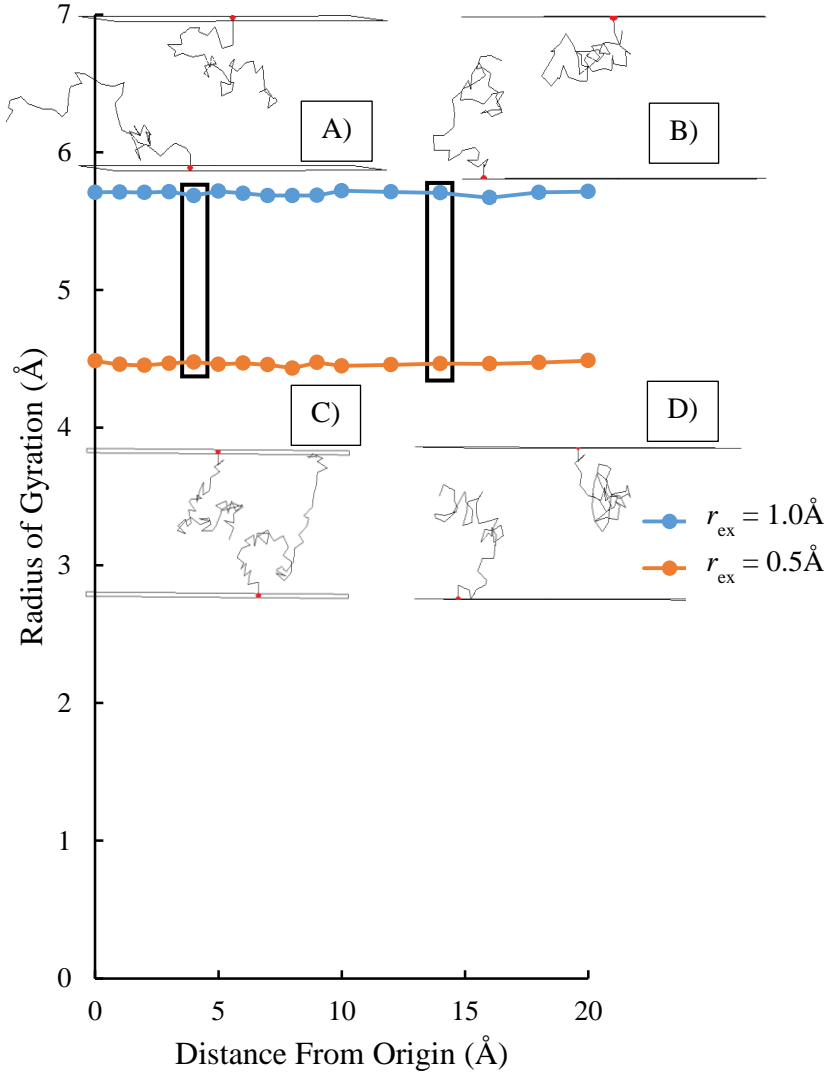 7
A)
B)
6
5
C)
D)
4
r_ex = 1.0Å
r_ex = 0.5Å
3
2
1
0
0 5 10 15 20
Radius of Gyration (Å)
Distance From Origin (Å)